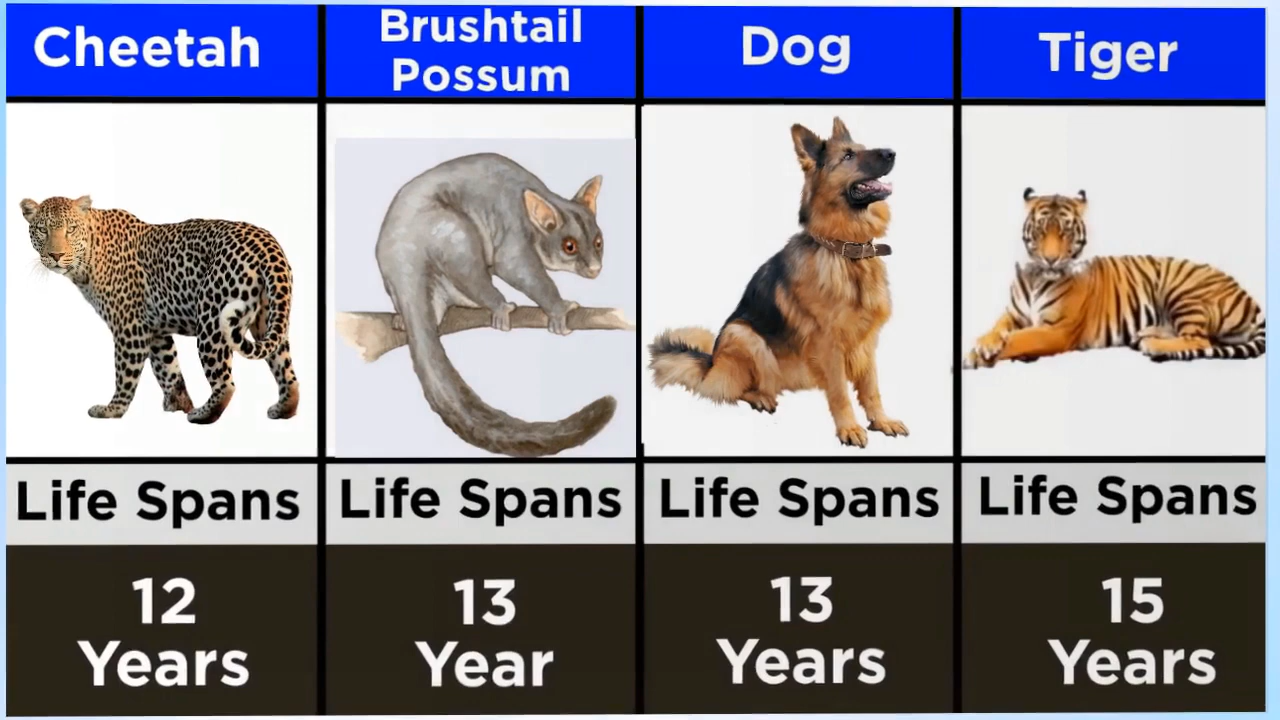 Cheetah
Brushtail
Possum
Dog
Tiger
Life Spans
Life Spans
Life Spans
Life Spans
12
Years
13
Year
13
Years
15
Years